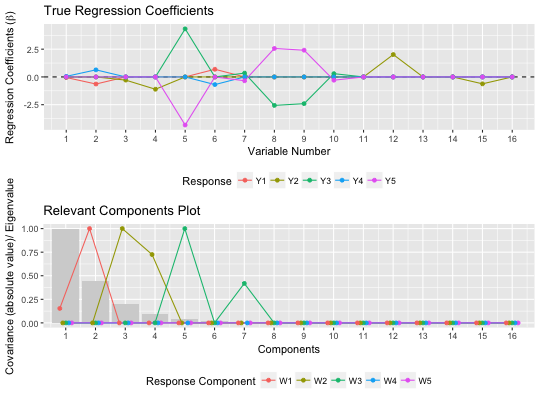 True Regression Coefficients
Regression Coefficients (β)
2.5
0.0
-2.5
1 2 3 4 5 6 7 8 9 10 11 12 13 14 15 16
Variable Number
Response Y1 Y2 Y3 Y4 Y5
Relevant Components Plot
Covariance (absolute value)/ Eigenvalue
1.00
0.75
0.50
0.25
0.00
1 2 3 4 5 6 7 8 9 10 11 12 13 14 15 16
Components
Response Component W1 W2 W3 W4 W5